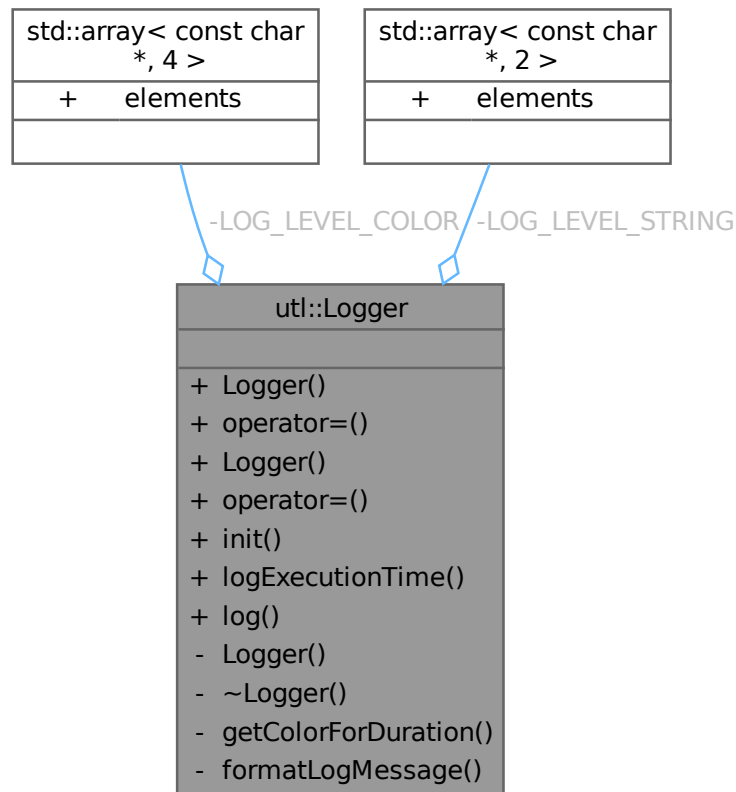 std::array< const char
*, 4 >
+ elements
std::array< const char
*, 2 >
+ elements
-LOG_LEVEL_COLOR
-LOG_LEVEL_STRING
utl::Logger
+ Logger()
+ operator=()
+ Logger()
+ operator=()
+ init()
+ logExecutionTime()
+ log()
- Logger()
- ~Logger()
- getColorForDuration()
- formatLogMessage()